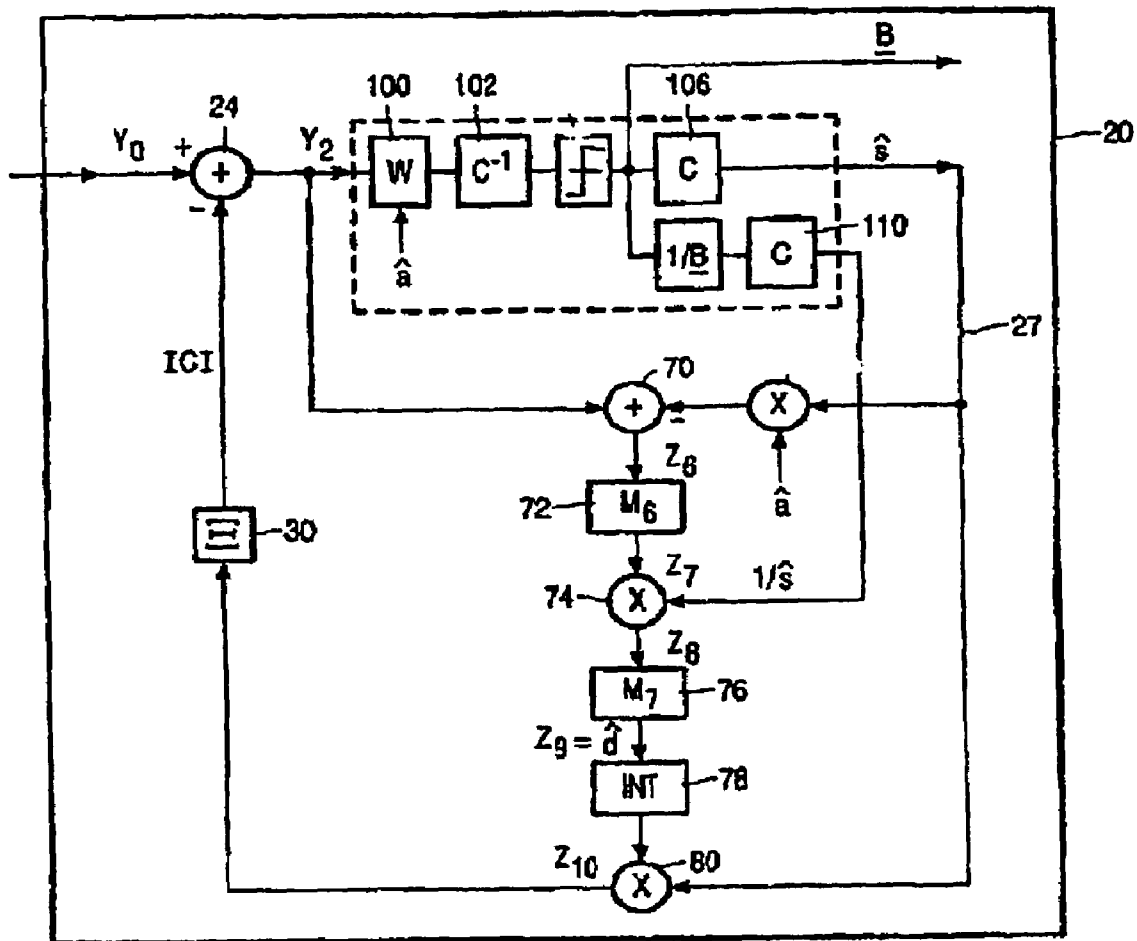 B
100
102
106
24
20
Y0
+
Y2
ŝ
+
W
C-1
C
-
110
1/B
C
â
27
ICI
70
+
X
-
Z6
â
72
M6
30
Ξ
Z7
1/ŝ
74
X
Z8
M7
76
Z9 = d̂
INT
78
Z10
80
X